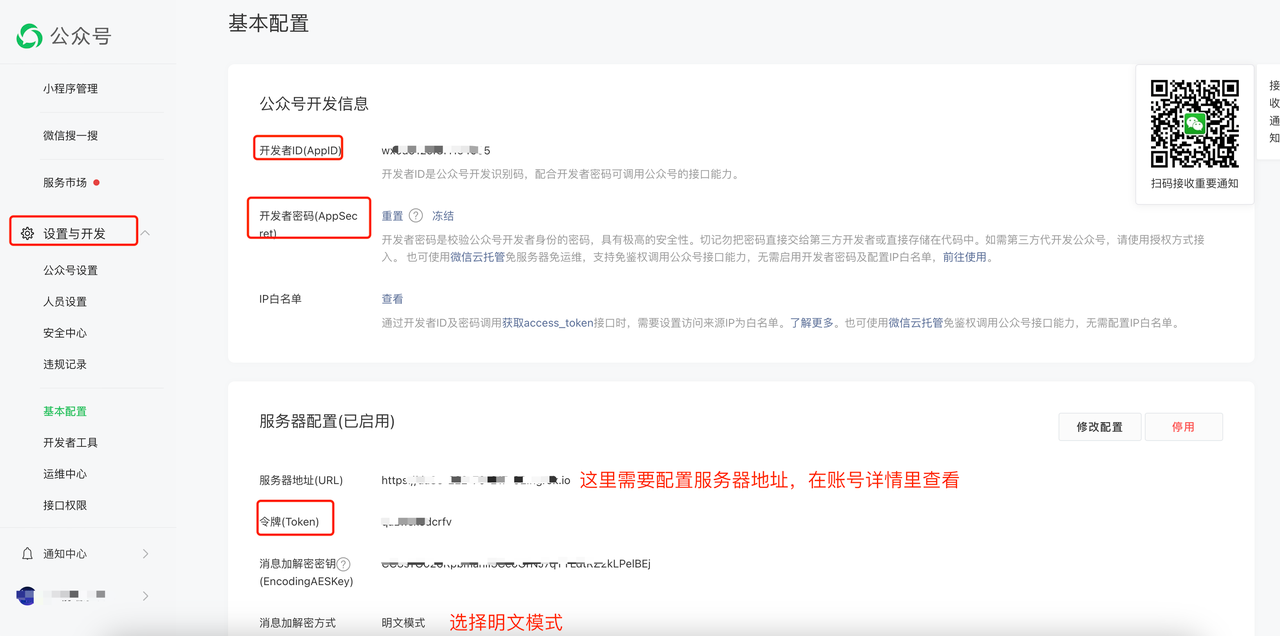 公众号
小程序管理
微信搜一搜
服务市场
设置与开发
公众号设置
人员设置
安全中心
违规记录
基本配置
开发者工具
运维中心
接口权限
通知中心
基本配置
公众号开发信息
开发者ID(AppID)
开发者ID是公众号开发识别码，配合开发者密码可调用公众号的接口能力。
开发者密码(AppSec
ret)
重置 ? 冻结
开发者密码是校验公众号开发者身份的密码，具有极高的安全性。切记勿把密码直接交给第三方开发者或直接存储在代码中。如需第三方代开发公众号，请使用授权方式接
入。 也可使用微信云托管免服务器免运维，支持免鉴权调用公众号接口能力，无需启用开发者密码及配置IP白名单，前往使用。
IP白名单
查看
通过开发者ID及密码调用获取access_token接口时，需要设置访问来源IP为白名单。了解更多。也可使用微信云托管免鉴权调用公众号接口能力，无需配置IP白名单。
扫码接收重要通知
接
收
通
知
服务器配置(已启用)
修改配置
停用
服务器地址(URL)
https:
.io
这里需要配置服务器地址，在账号详情里查看
令牌(Token)
dcrfv
消息加解密密钥?
(EncodingAESKey)
2kLPelBEj
消息加解密方式
明文模式
选择明文模式